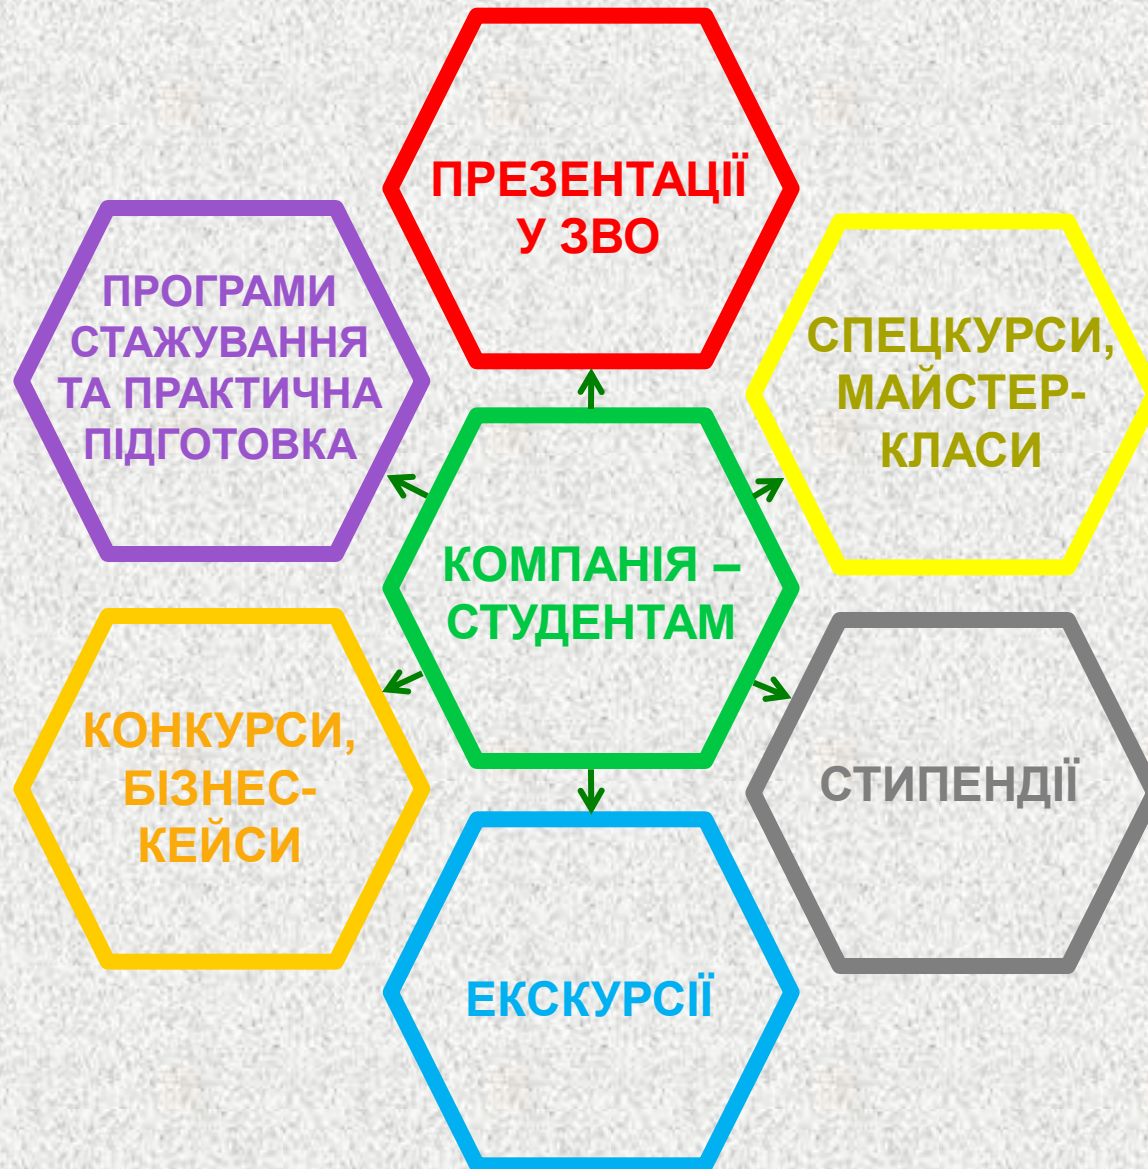 ПРЕЗЕНТАЦІЇ
У ЗВО
ПРОГРАМИ
СТАЖУВАННЯ
ТА ПРАКТИЧНА
ПІДГОТОВКА
СПЕЦКУРСИ,
МАЙСТЕР-
КЛАСИ
КОМПАНІЯ –
СТУДЕНТАМ
КОНКУРСИ,
БІЗНЕС-
КЕЙСИ
СТИПЕНДІЇ
ЕКСКУРСІЇ